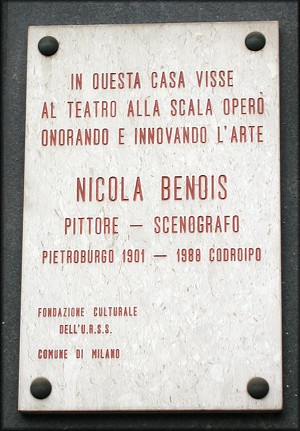 IN QUESTA CASA VISSE
AL TEATRO ALLA SCALA OPERÒ
ONORANDO E INNOVANDO L'ARTE
NICOLA BENOIS
PITTORE — SCENOGRAFO
PIETROBURGO 1901 — 1988 CODROIPO
FONDAZIONE CULTURALE
DELL'U.R.S.S.
COMUNE DI MILANO